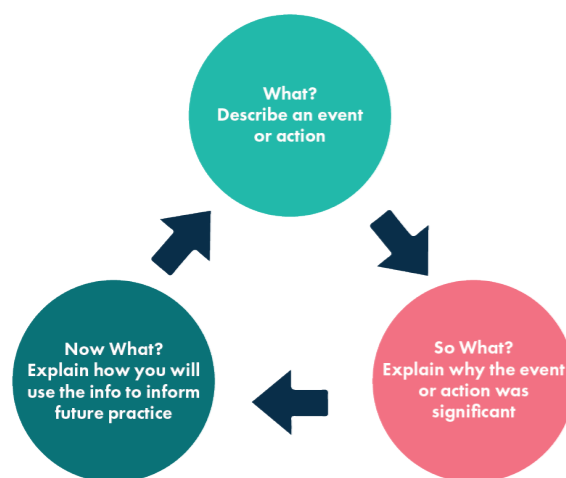 What?
Describe an event
or action
So What?
Explain why the event
or action was
significant
Now What?
Explain how you will
use the info to inform
future practice